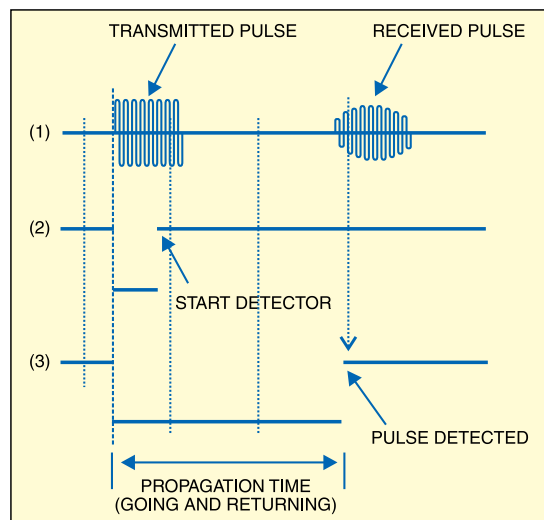 TRANSMITTED PULSE
RECEIVED PULSE
(1)
(2)
START DETECTOR
(3)
PULSE DETECTED
PROPAGATION TIME
(GOING AND RETURNING)